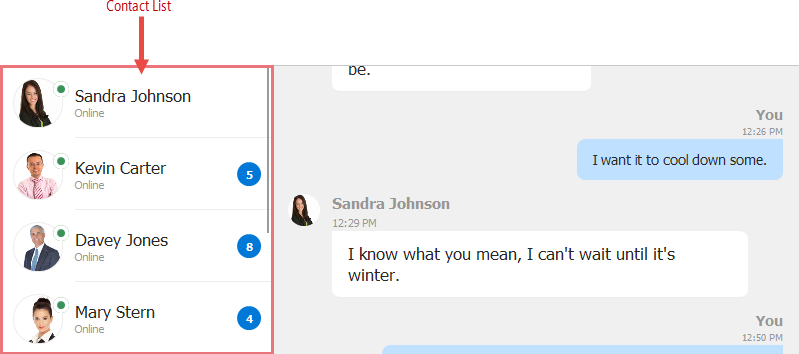 Contact List
Sandra Johnson
Online
Kevin Carter
Online
5
Davey Jones
Online
8
Mary Stern
Online
4
be.
You
12:26 PM
I want it to cool down some.
Sandra Johnson
12:29 PM
I know what you mean, I can't wait until it's
winter.
You
12:50 PM